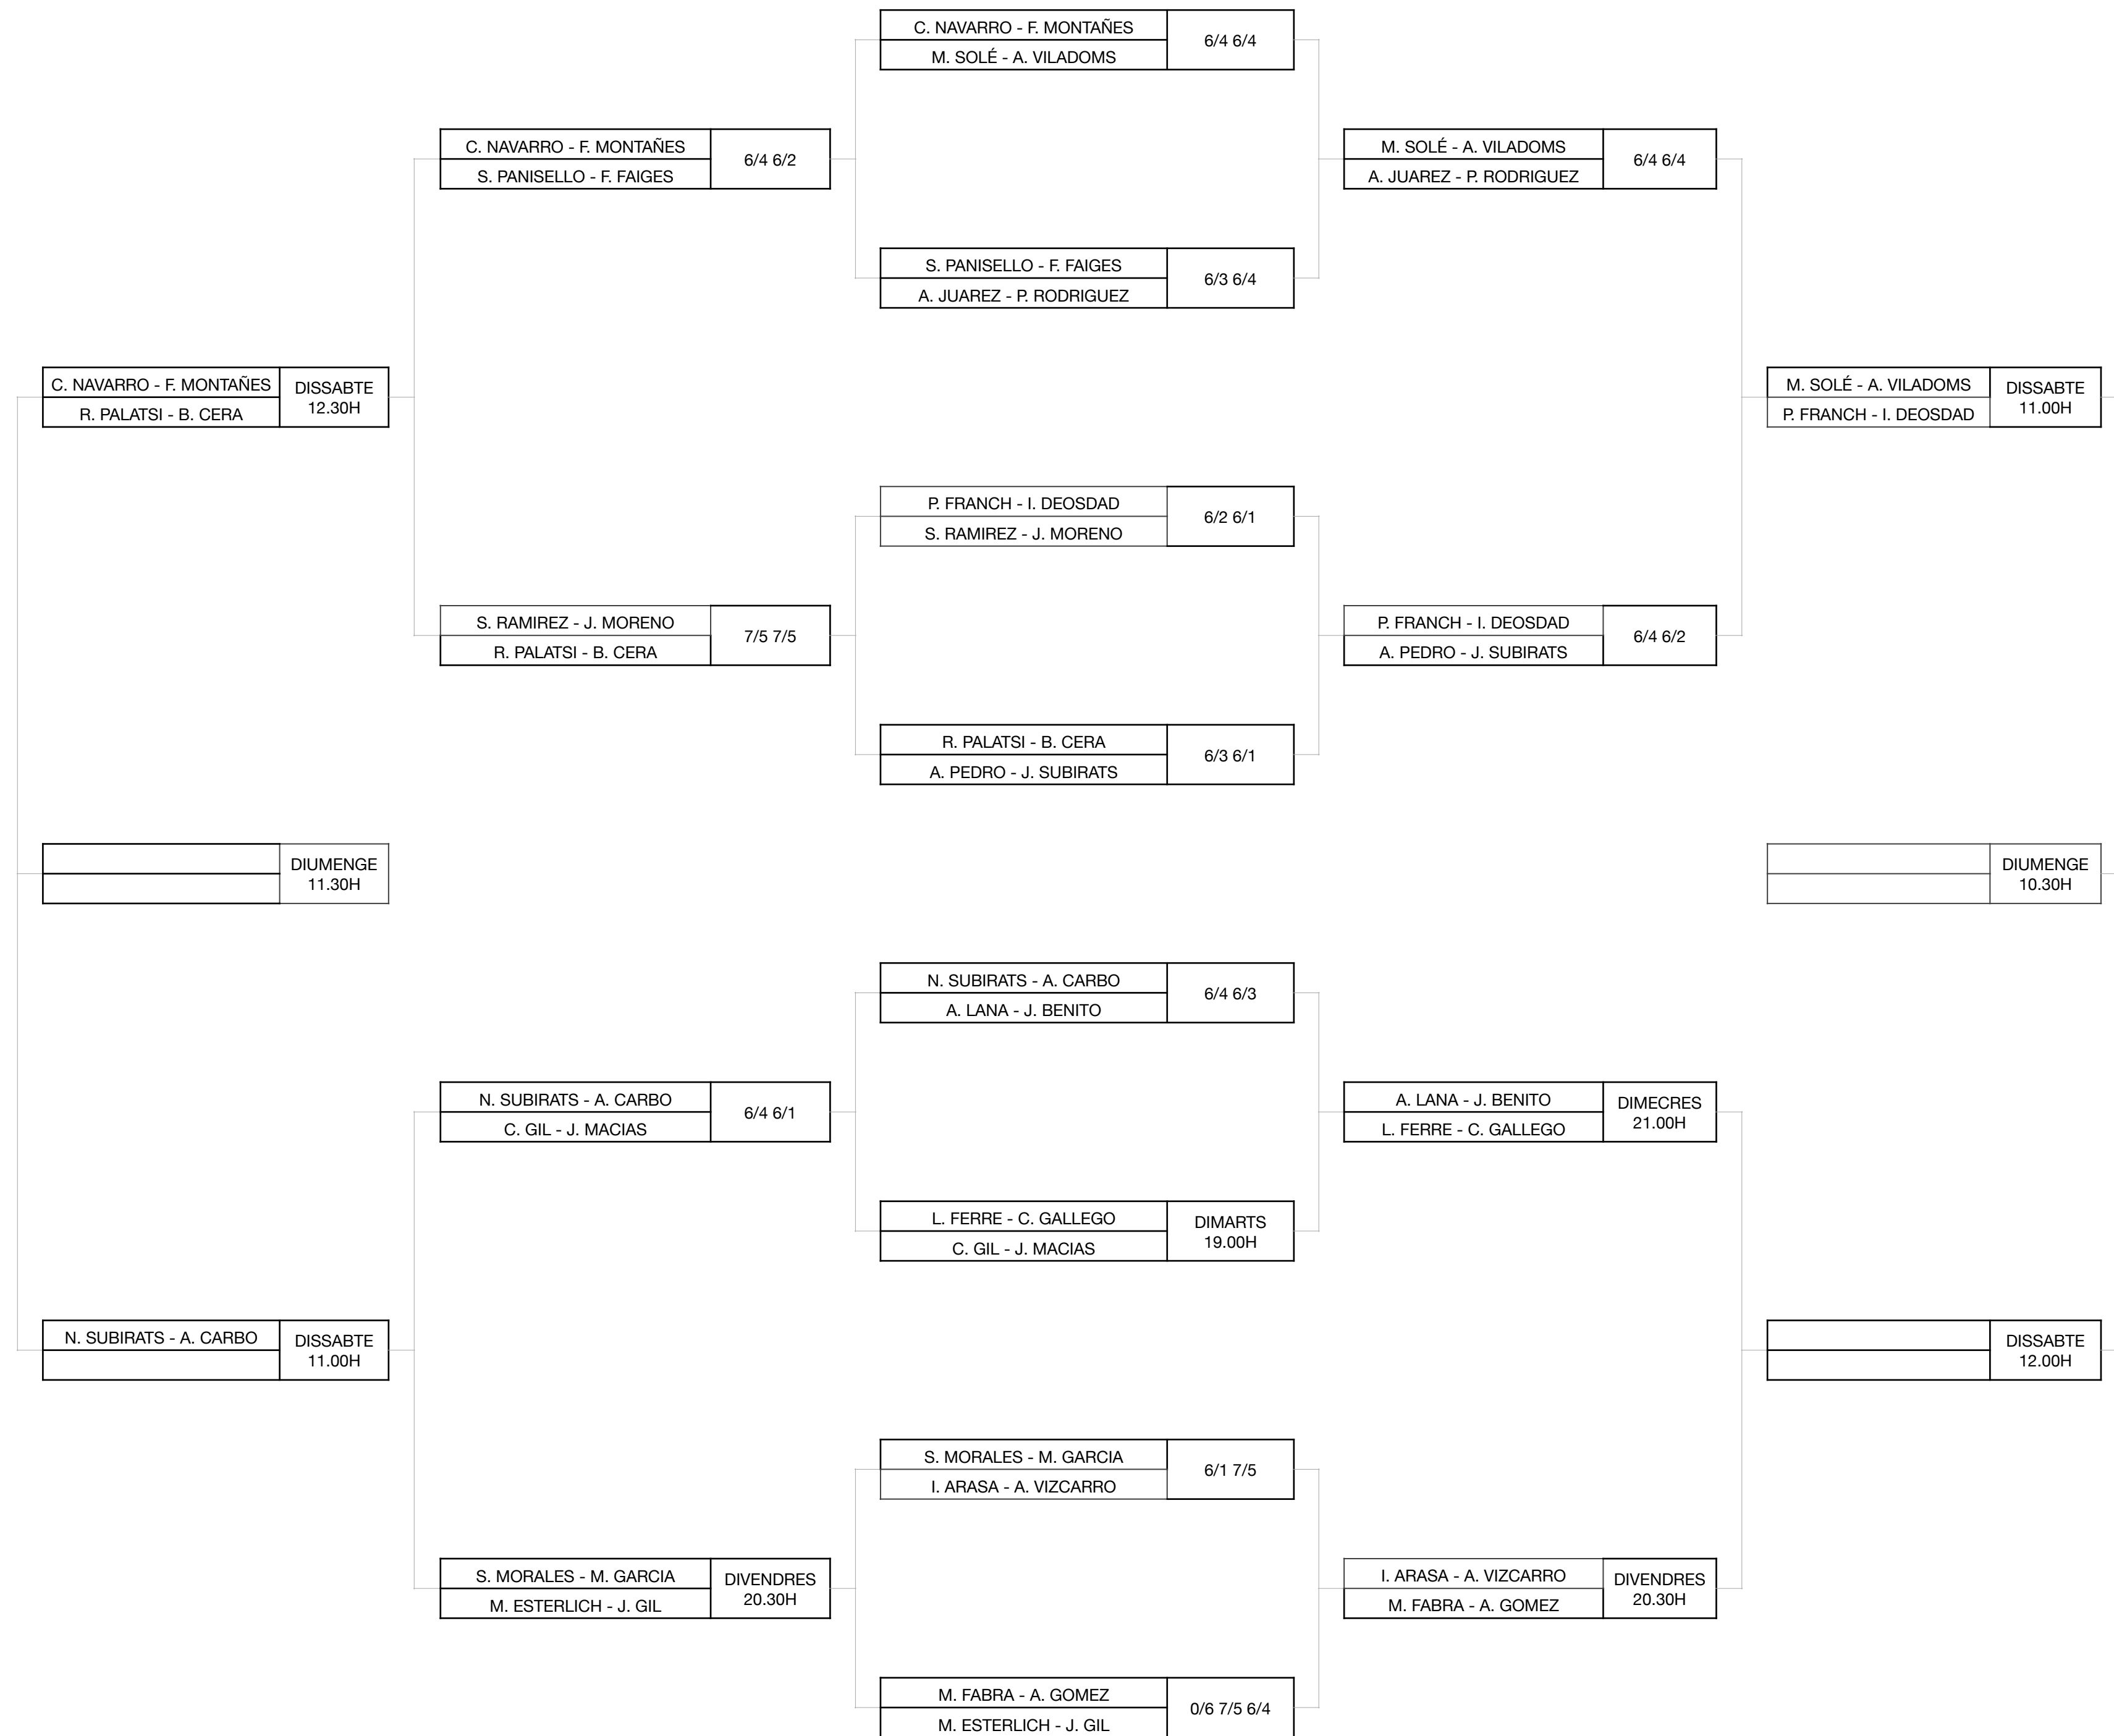 C. NAVARRO - F. MONTAÑES
6/4 6/4
M. SOLÉ - A. VILADOMS
C. NAVARRO - F. MONTAÑES
6/4 6/2
S. PANISELLO - F. FAIGES
M. SOLÉ - A. VILADOMS
6/4 6/4
A. JUAREZ - P. RODRIGUEZ
S. PANISELLO - F. FAIGES
6/3 6/4
A. JUAREZ - P. RODRIGUEZ
C. NAVARRO - F. MONTAÑES
DISSABTE
12.30H
R. PALATSI - B. CERA
M. SOLÉ - A. VILADOMS
DISSABTE
11.00H
P. FRANCH - I. DEOSDAD
P. FRANCH - I. DEOSDAD
6/2 6/1
S. RAMIREZ - J. MORENO
S. RAMIREZ - J. MORENO
7/5 7/5
R. PALATSI - B. CERA
P. FRANCH - I. DEOSDAD
6/4 6/2
A. PEDRO - J. SUBIRATS
R. PALATSI - B. CERA
6/3 6/1
A. PEDRO - J. SUBIRATS
DIUMENGE
11.30H
DIUMENGE
10.30H
N. SUBIRATS - A. CARBO
6/4 6/3
A. LANA - J. BENITO
N. SUBIRATS - A. CARBO
6/4 6/1
C. GIL - J. MACIAS
A. LANA - J. BENITO
DIMECRES
21.00H
L. FERRE - C. GALLEGO
L. FERRE - C. GALLEGO
DIMARTS
19.00H
C. GIL - J. MACIAS
N. SUBIRATS - A. CARBO
DISSABTE
11.00H
DISSABTE
12.00H
S. MORALES - M. GARCIA
6/1 7/5
I. ARASA - A. VIZCARRO
S. MORALES - M. GARCIA
DIVENDRES
20.30H
M. ESTERLICH - J. GIL
I. ARASA - A. VIZCARRO
DIVENDRES
20.30H
M. FABRA - A. GOMEZ
M. FABRA - A. GOMEZ
0/6 7/5 6/4
M. ESTERLICH - J. GIL